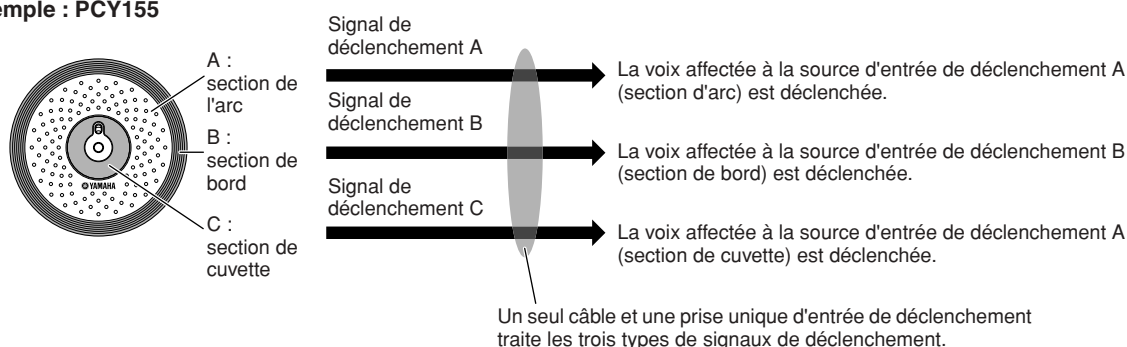 emple : PCY155
A :
section de
l'arc
B :
section de
bord
C :
section de
cuvette
YAMAHA
Signal de
déclenchement A
La voix affectée à la source d'entrée de déclenchement A
(section d'arc) est déclenchée.
Signal de
déclenchement B
La voix affectée à la source d'entrée de déclenchement B
(section de bord) est déclenchée.
Signal de
déclenchement C
La voix affectée à la source d'entrée de déclenchement A
(section de cuvette) est déclenchée.
Un seul câble et une prise unique d'entrée de déclenchement
traite les trois types de signaux de déclenchement.